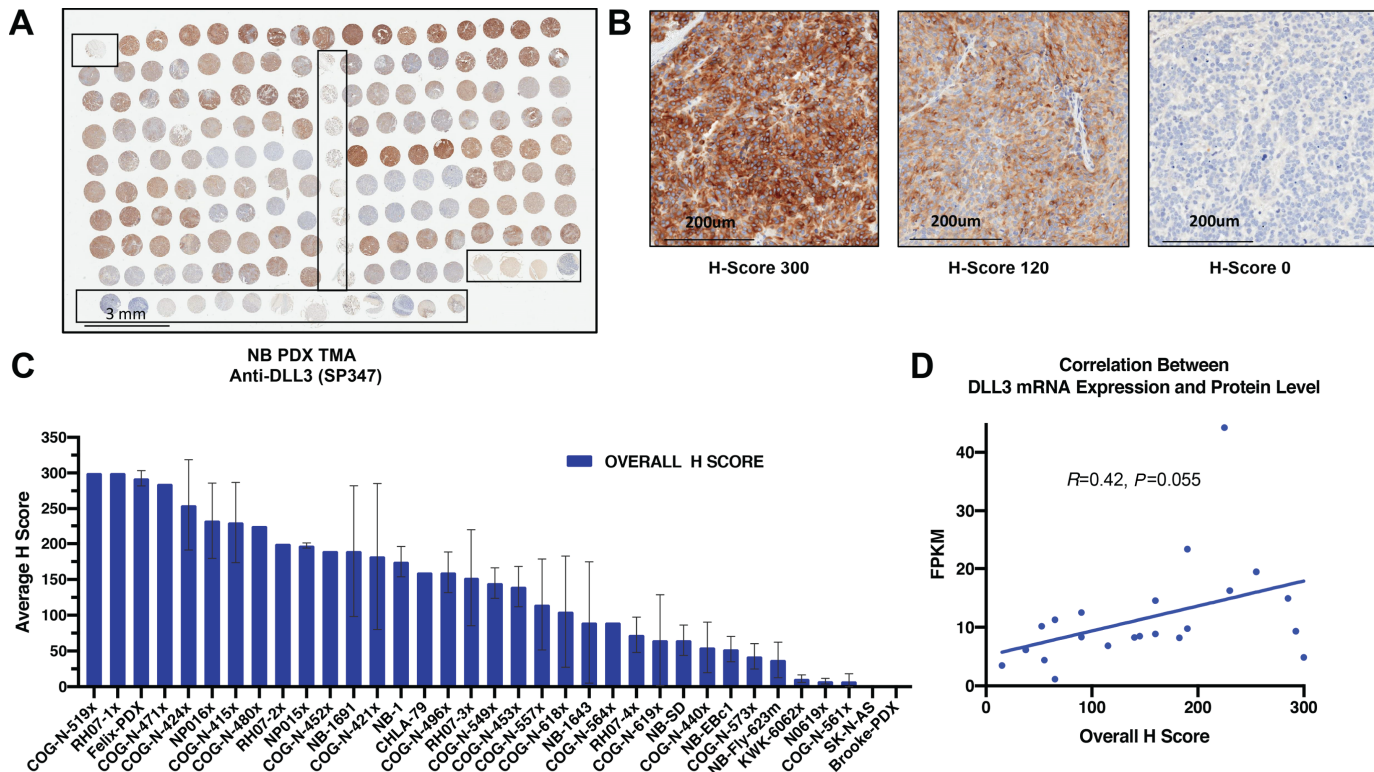 A
3 mm
NB PDX TMA
Anti-DLL3 (SP347)
B
200um
200um
200um
H-Score 300
H-Score 120
H-Score 0
C
OVERALL H SCORE
Average H Score
350
300
250
200
150
100
50
0
COG-N-519x
RH07-1x
Felix-PDX
COG-N-471x
COG-N-424x
NP016x
COG-N-415x
COG-N-480x
RH07-2x
NP015x
COG-N-452x
NB-1691
COG-N-421x
NB-1
CHLA-79
COG-N-496x
RH07-3x
COG-N-549x
COG-N-453x
COG-N-557x
COG-N-618x
NB-1643
COG-N-564x
RH07-4x
COG-N-619x
NB-SD
COG-N-440x
NB-EBc1
COG-N-573x
NB-Fly-623m
KWK-6062x
N0619x
COG-N-561x
SK-N-AS
Brooke-PDX
D
Correlation Between
DLL3 mRNA Expression and Protein Level
R=0.42, P=0.055
FPKM
40
30
20
10
0
0
100
200
300
Overall H Score